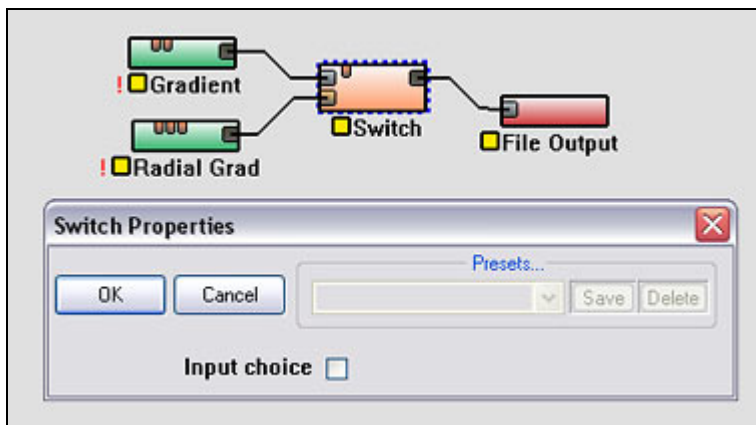 ! Gradient
! Radial Grad
Switch
File Output
Switch Properties
Presets...
OK
Cancel
Save
Delete
Input choice